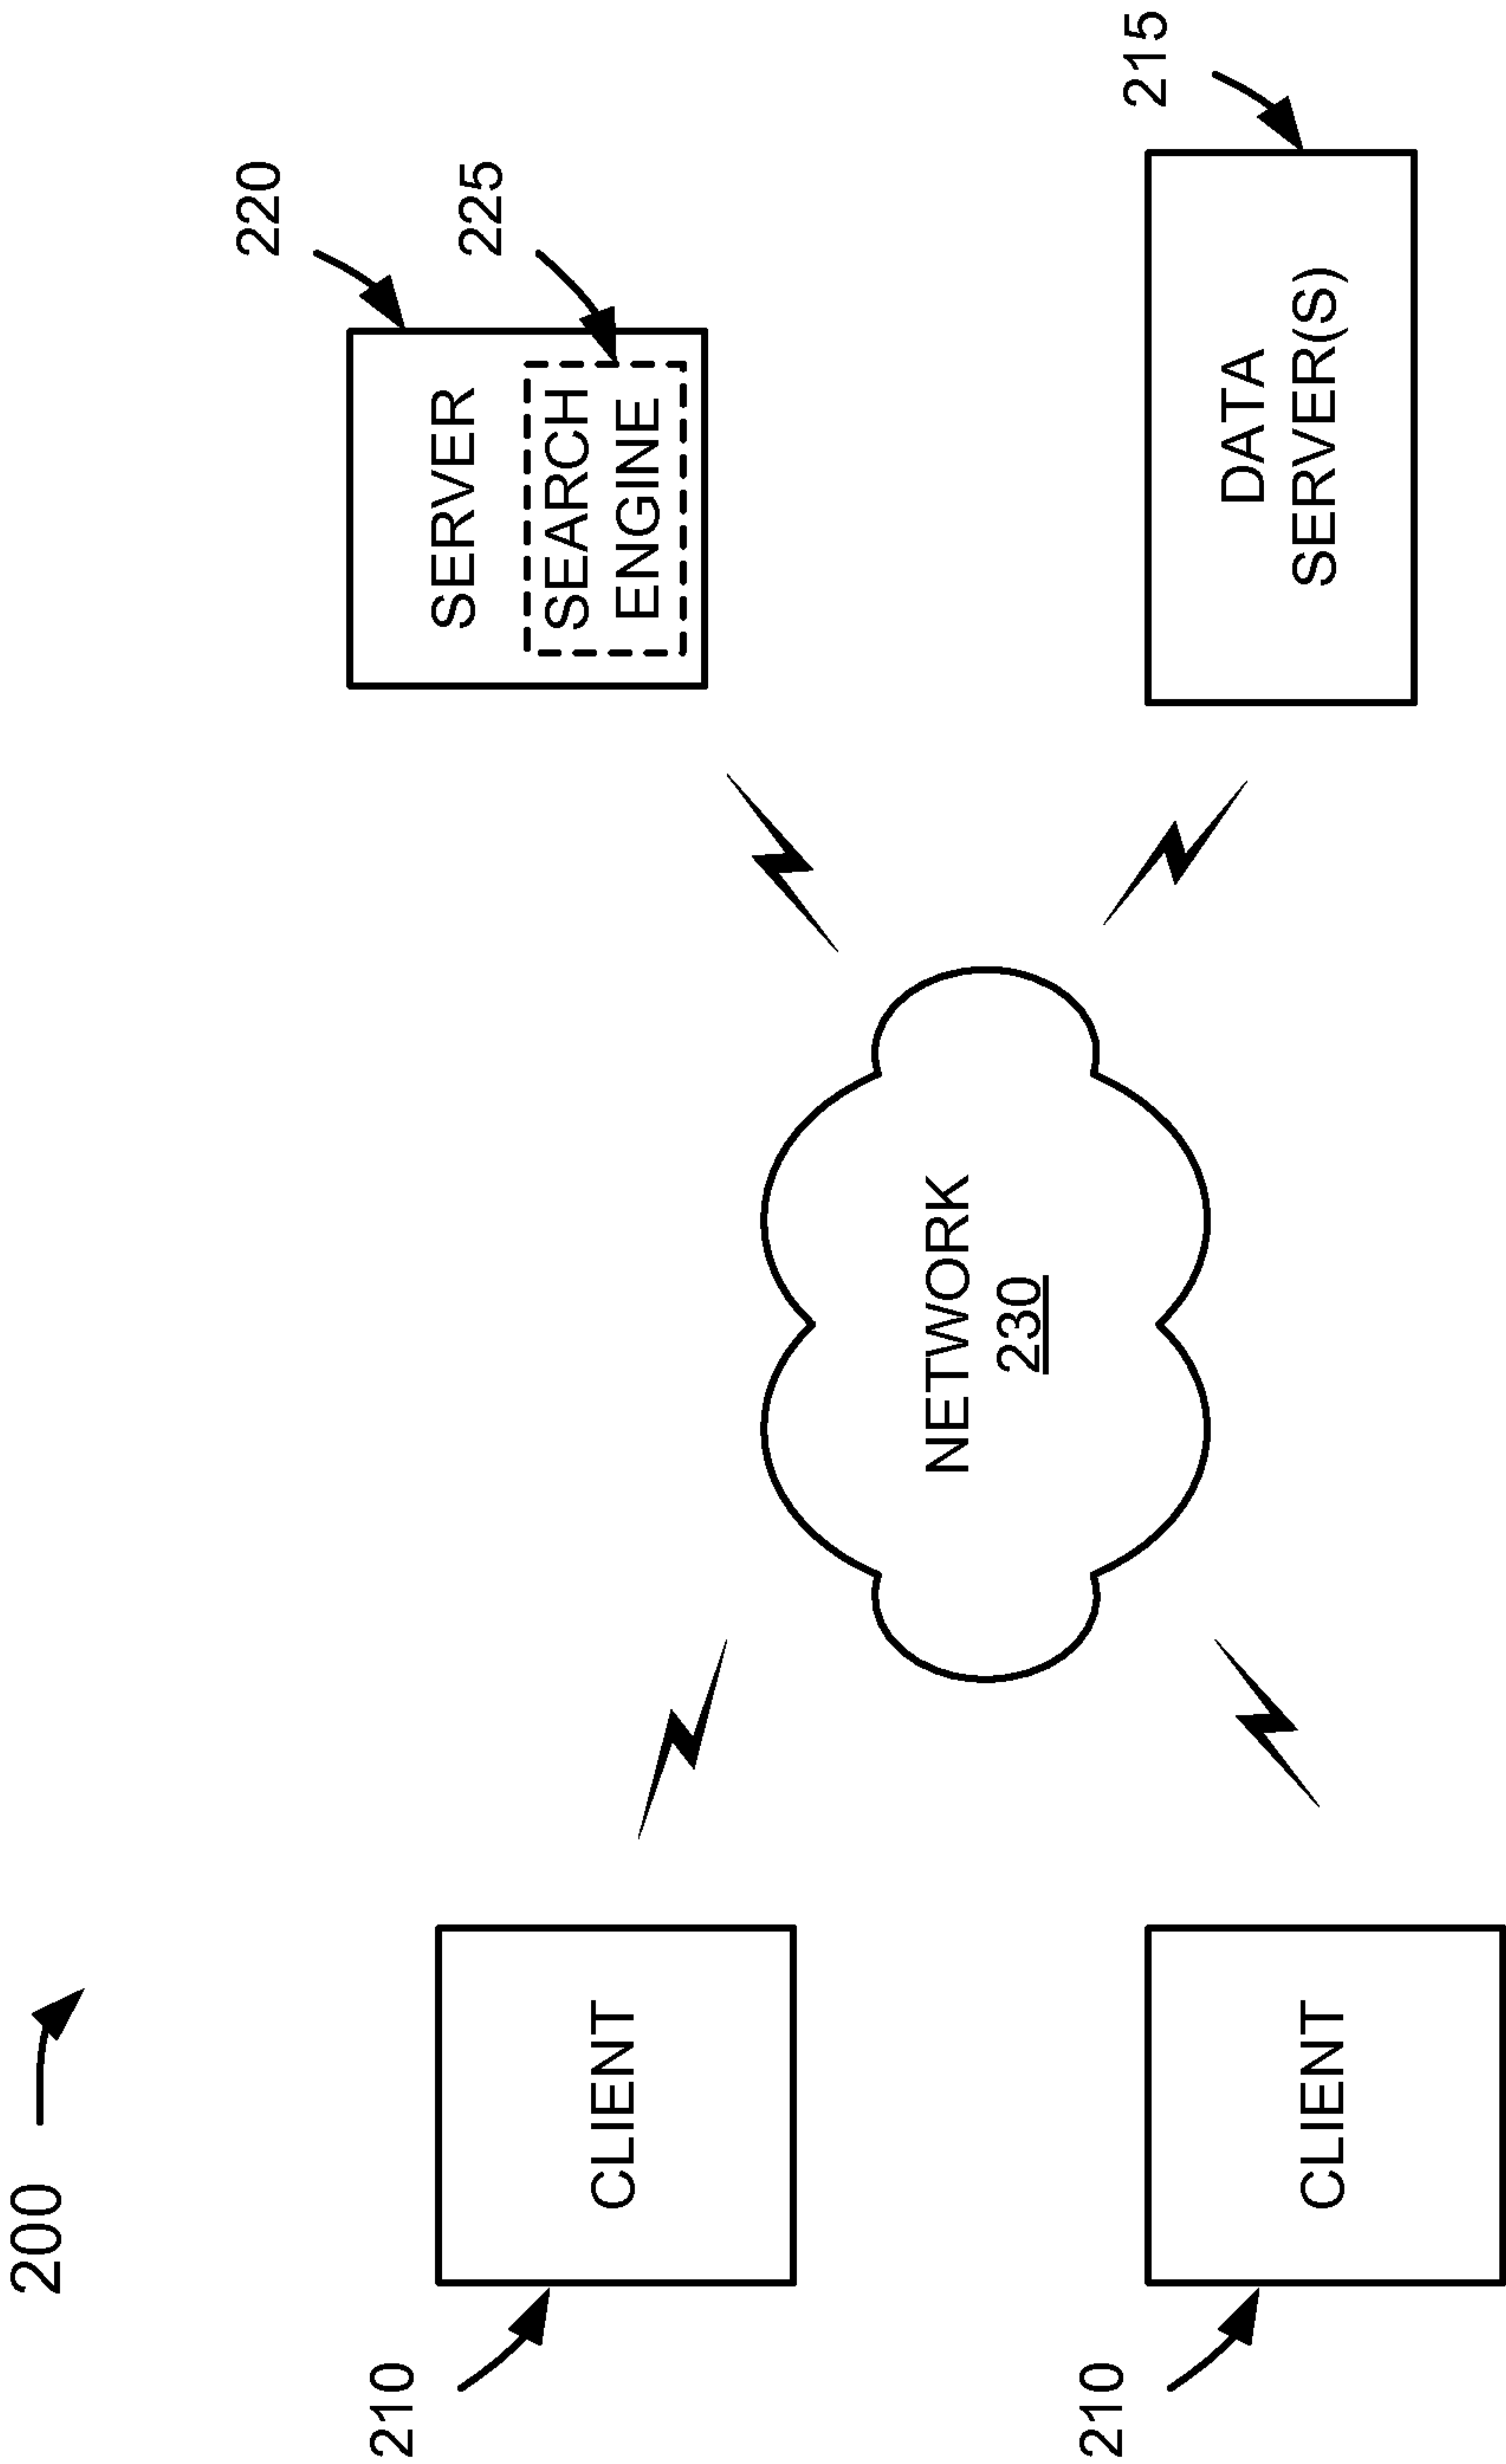 200
210
CLIENT
210
CLIENT
NETWORK
230
220
SERVER
225
SEARCH
ENGINE
215
DATA
SERVER(S)